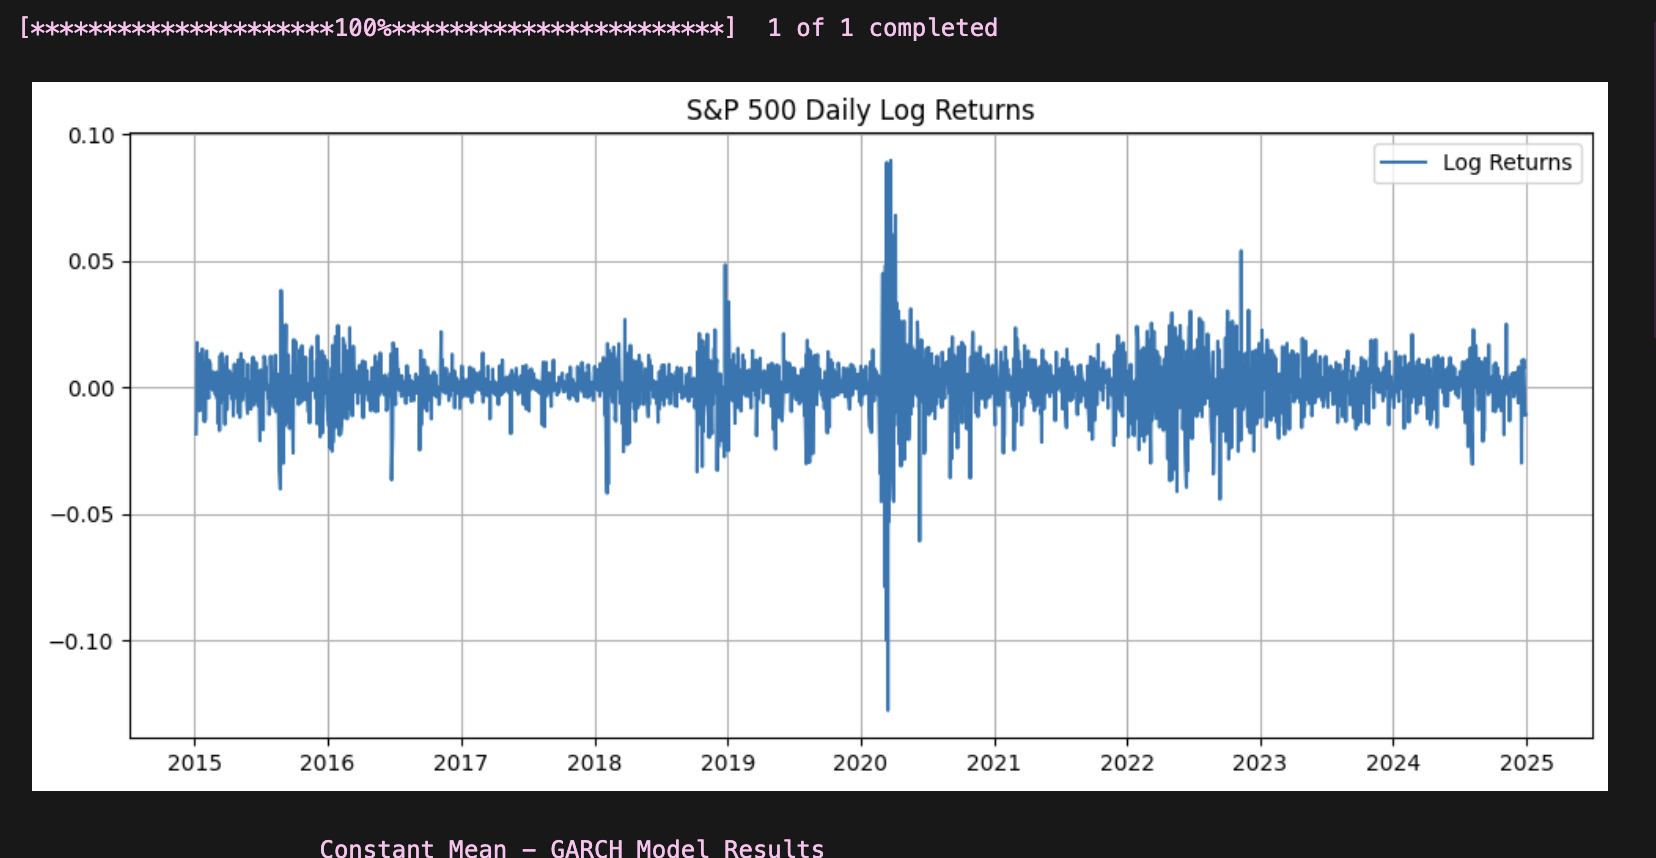 [*********************100%***********************]  1 of 1 completed
S&P 500 Daily Log Returns
0.10
Log Returns
0.05
0.00
−0.05
−0.10
2015 2016 2017 2018 2019 2020 2021 2022 2023 2024 2025
Constant Mean - GARCH Model Results